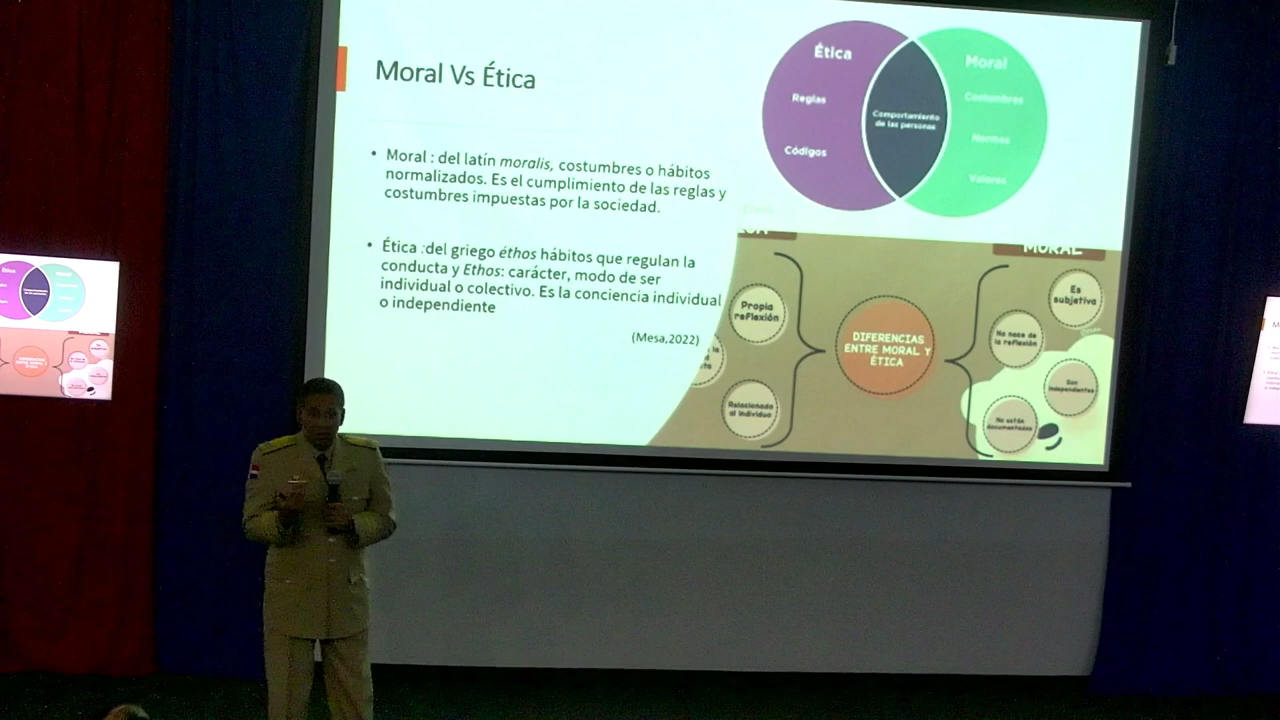 Moral Vs Ética
• Moral : del latín moralis, costumbres o hábitos
normalizados. Es el cumplimiento de las reglas y
costumbres impuestas por la sociedad.
• Ética :del griego éthos hábitos que regulan la
conducta y Ethos: carácter, modo de ser
individual o colectivo. Es la conciencia individual
o independiente
(Mesa,2022)
Ética
Reglas
Códigos
Comportamiento
de las personas
Moral
Costumbres
Normas
Valores
Propia
reflexión
Relacionado
al individuo
DIFERENCIAS
ENTRE MORAL Y
ÉTICA
MORAL
Es
subjetiva
No nace de
la reflexión
Son
independientes
No están
documentadas